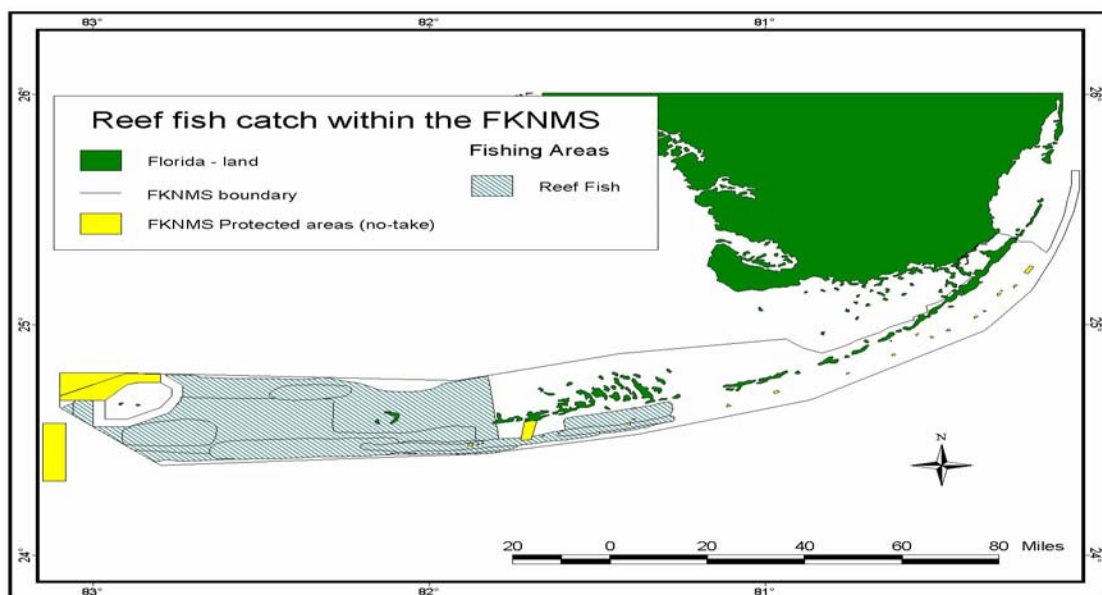 83° 82° 81°
26° 26°
Reef fish catch within the FKNMS
Florida - land
Fishing Areas
FKNMS boundary
Reef Fish
FKNMS Protected areas (no-take)
25° 25°
N
24° 24°
20 0 20 40 60 80 Miles
83° 82° 81°